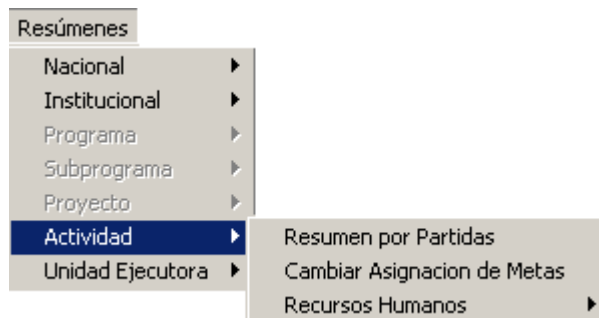 Resúmenes
Nacional
Institucional
Programa
Subprograma
Proyecto
Actividad
Resumen por Partidas
Unidad Ejecutora
Cambiar Asignacion de Metas
Recursos Humanos